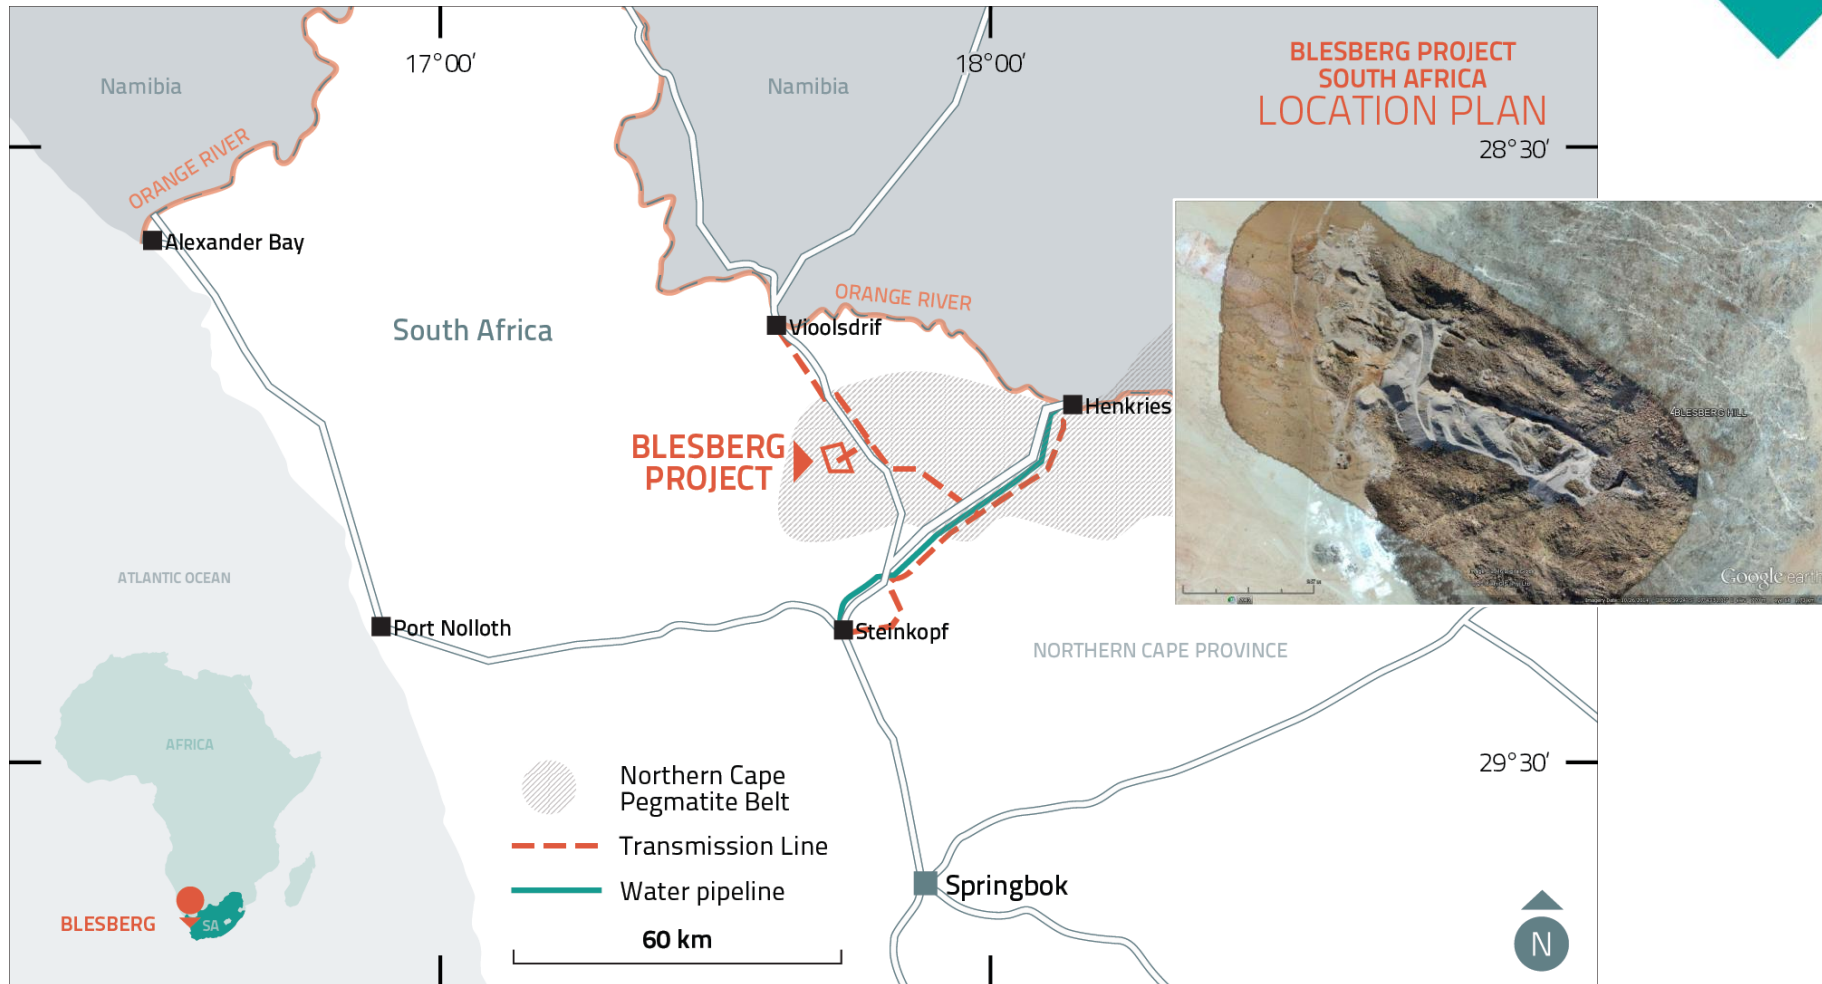 17°00′
18°00′
BLESBERG PROJECT
SOUTH AFRICA
LOCATION PLAN
Namibia
Namibia
28°30′
ORANGE RIVER
Alexander Bay
ORANGE RIVER
South Africa
Vioolsdrif
Henkries
BLESBERG HILL
BLESBERG
PROJECT
ATLANTIC OCEAN
Google earth
Port Nolloth
Steinkopf
NORTHERN CAPE PROVINCE
AFRICA
29°30′
Northern Cape
Pegmatite Belt
Transmission Line
Water pipeline
Springbok
BLESBERG
SA
60 km
N